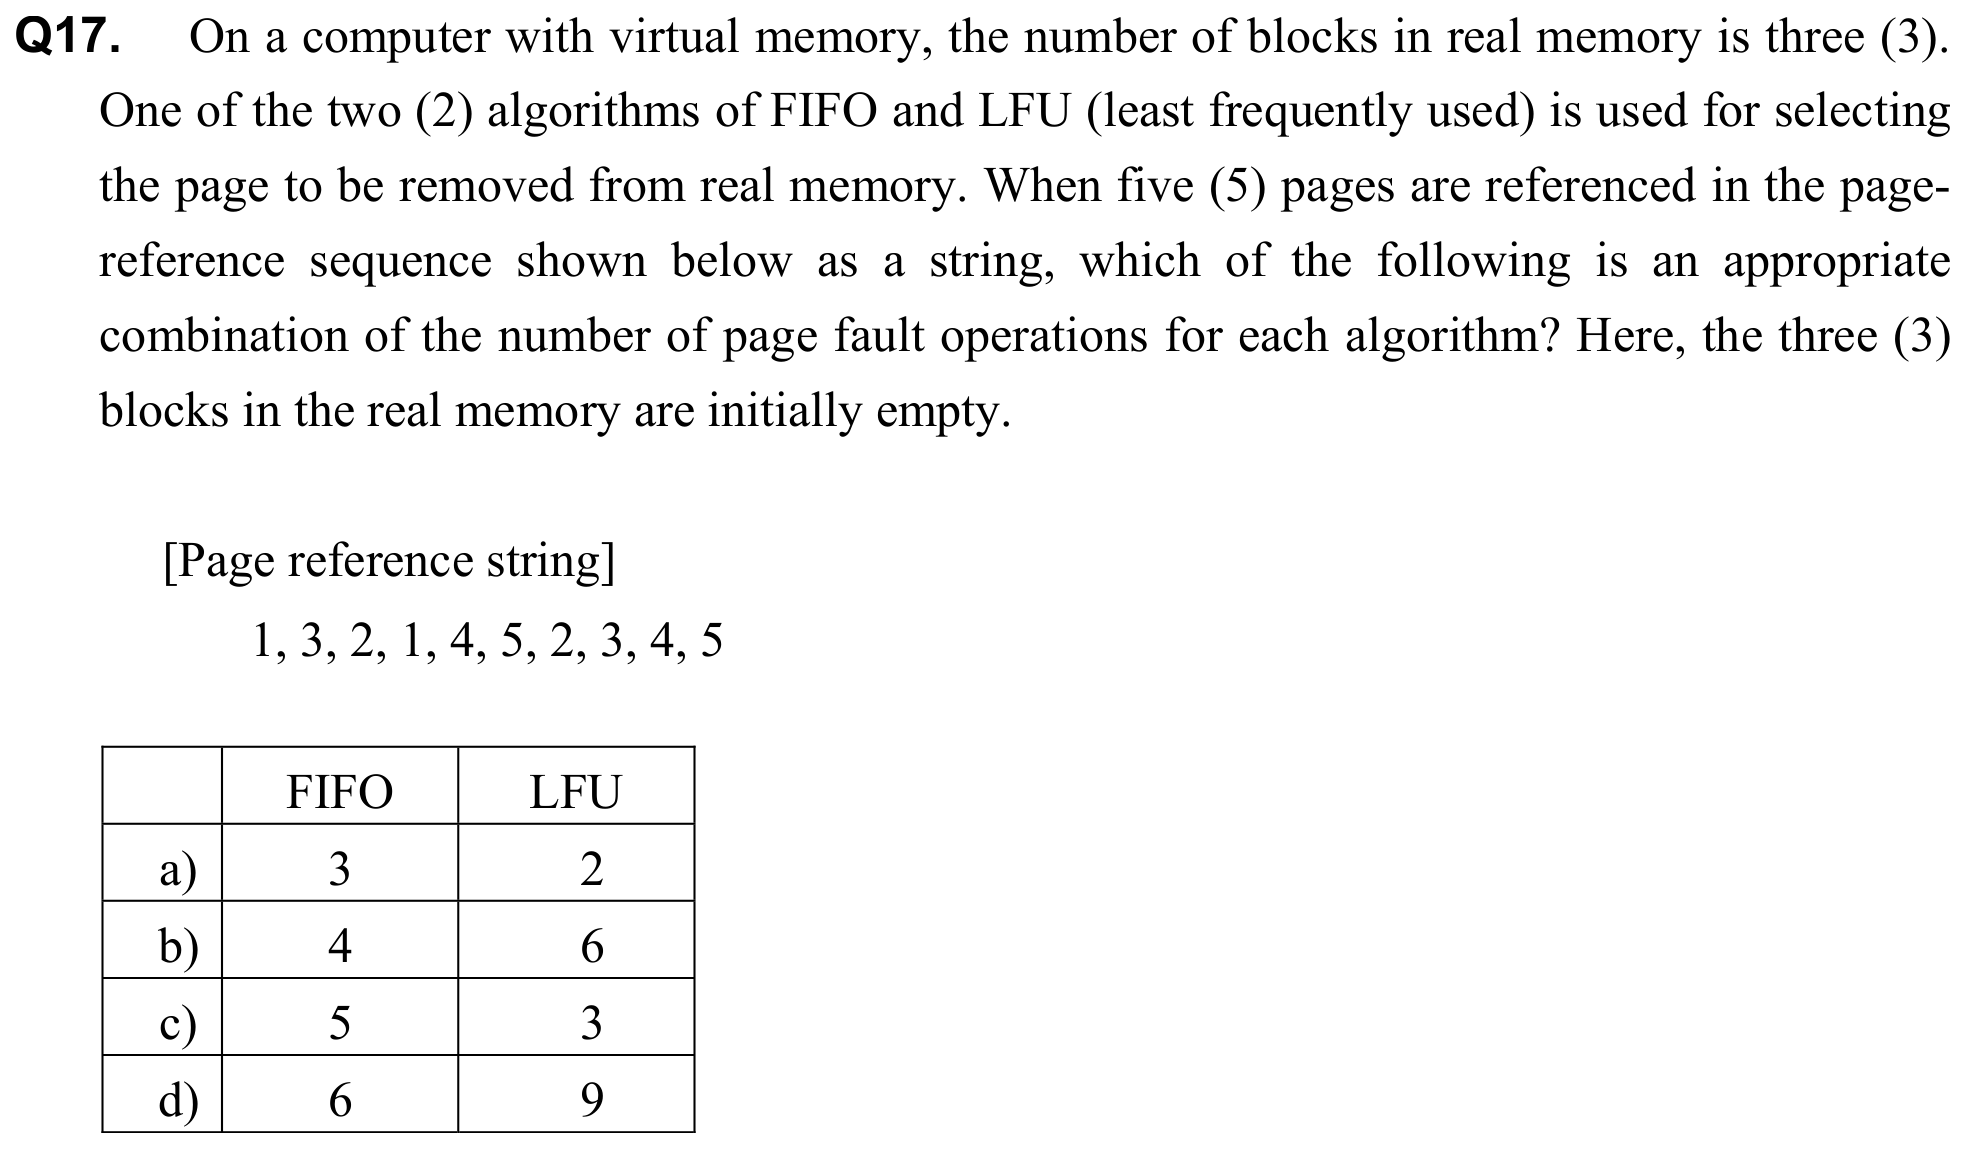 Q17. On a computer with virtual memory, the number of blocks in real memory is three (3).
One of the two (2) algorithms of FIFO and LFU (least frequently used) is used for selecting
the page to be removed from real memory. When five (5) pages are referenced in the page-
reference sequence shown below as a string, which of the following is an appropriate
combination of the number of page fault operations for each algorithm? Here, the three (3)
blocks in the real memory are initially empty.
[Page reference string]
1, 3, 2, 1, 4, 5, 2, 3, 4, 5
FIFO LFU
a) 3 2
b) 4 6
c) 5 3
d) 6 9